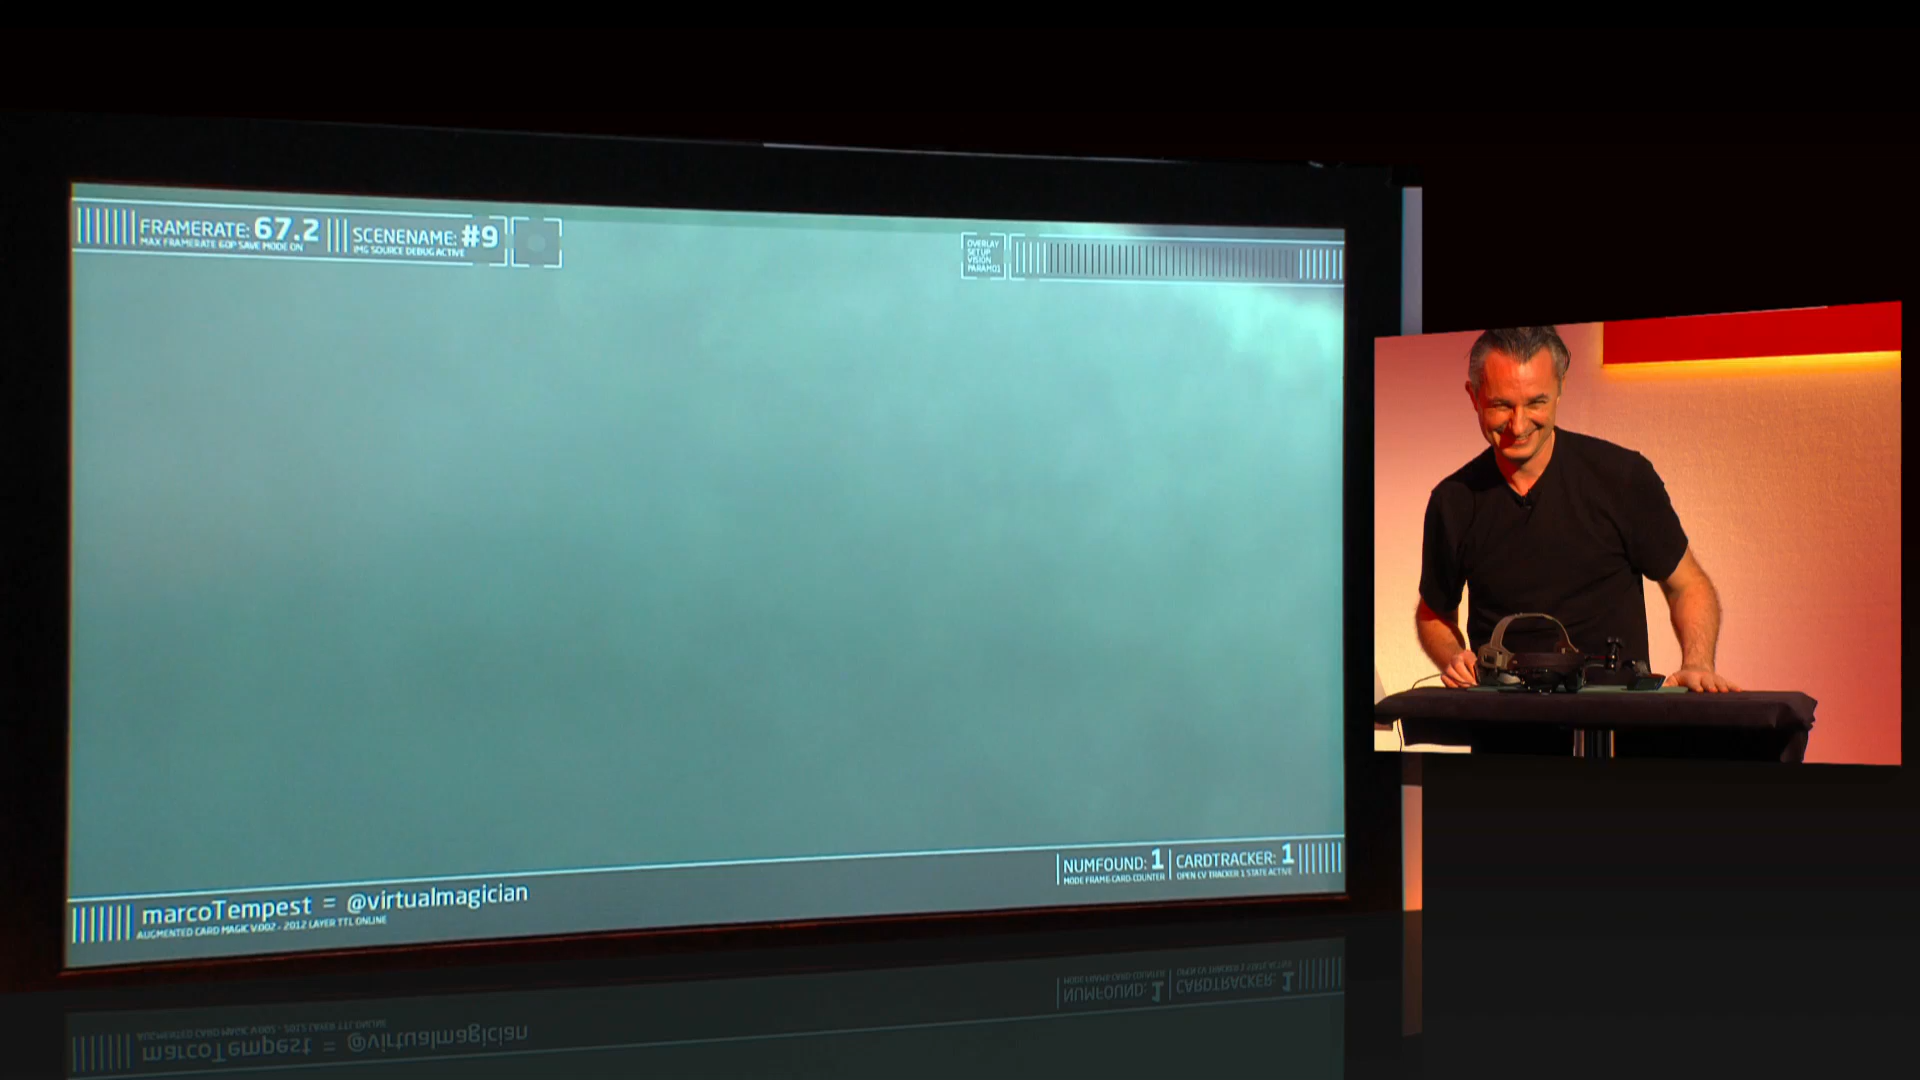 FRAMERATE: 67.2
MAX FRAMERATE GDP SAVE MODE ON
SCENENAME: #9
IMG SOURCE DEBUG ACTIVE
OVERLAY
SETUP
VISION
PARAM01
NUMFOUND: 1
MODE FRAME CARD-COUNTER
CARDTRACKER: 1
OPEN CV TRACKER 1 STATE ACTIVE
marcoTempest = @virtualmagician
AUGMENTED CARD MAGIC V.002 - 2012 LAYER TTL ONLINE